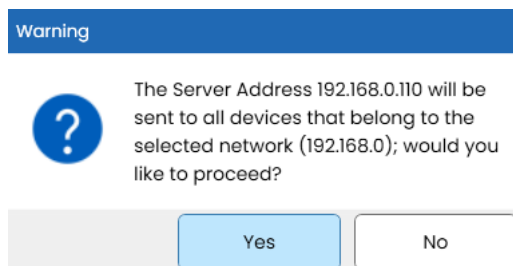 Warning
The Server Address 192.168.0.110 will be
sent to all devices that belong to the
selected network (192.168.0); would you
like to proceed?
Yes
No